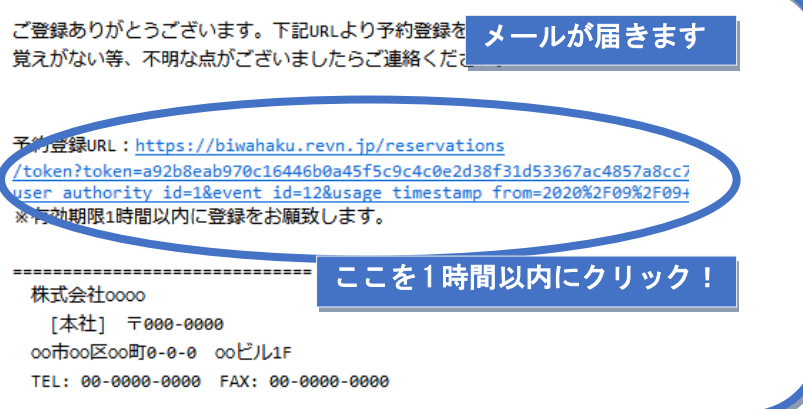 ご登録ありがとうございます。下記URLより予約登録を
メールが届きます
覚えがない等、不明な点がございましたらご連絡くださ
予約登録URL：https://biwahaku.revn.jp/reservations
/token?token=a92b8eab970c16446b0a45f5c9c4c0e2d38f31d53367ac4857a8cc7
user_authority_id=1&event_id=12&usage_timestamp_from=2020%2F09%2F09+
※有効期限1時間以内に登録をお願致します。
==============================
ここを1時間以内にクリック！
株式会社oooo
[本社]　〒000-0000
oo市oo区oo町0-0-0　ooビル1F
TEL: 00-0000-0000　FAX: 00-0000-0000